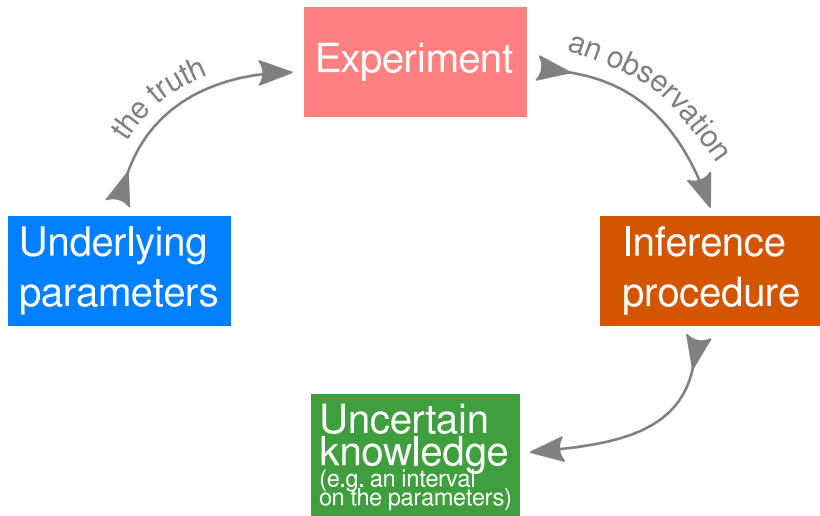 Experiment
the truth
an observation
Underlying
parameters
Inference
procedure
Uncertain
knowledge
(e.g. an interval
on the parameters)